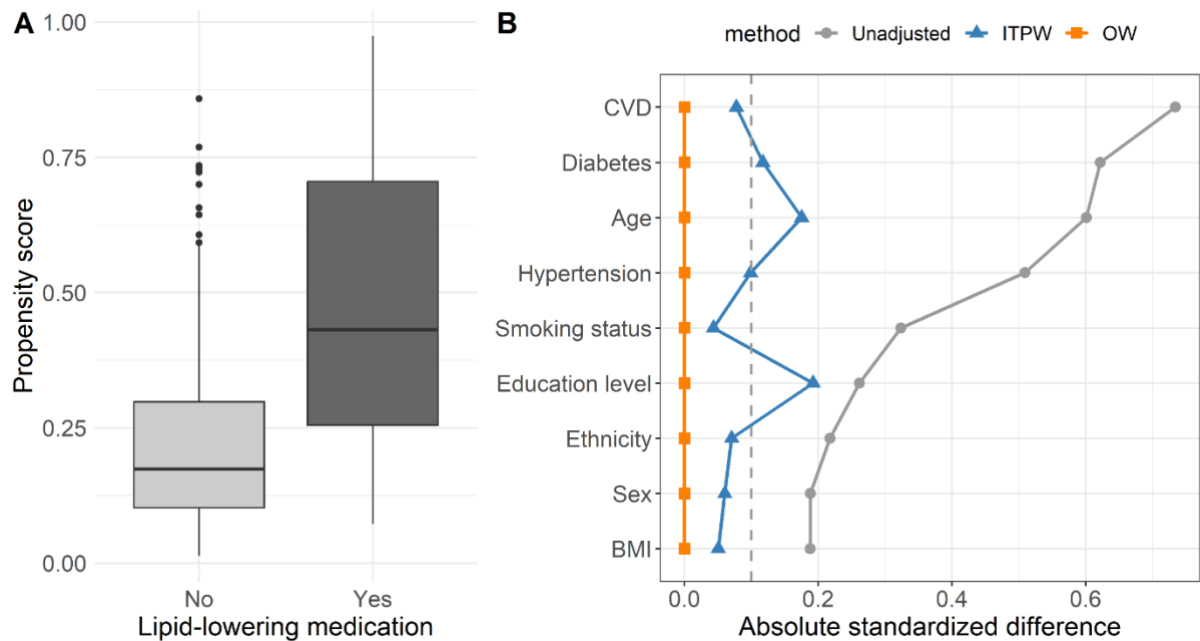 A
1.00
0.75
0.50
0.25
0.00
Propensity score
No Yes
Lipid-lowering medication
B
method Unadjusted ITPW OW
CVD
Diabetes
Age
Hypertension
Smoking status
Education level
Ethnicity
Sex
BMI
0.0 0.2 0.4 0.6
Absolute standardized difference